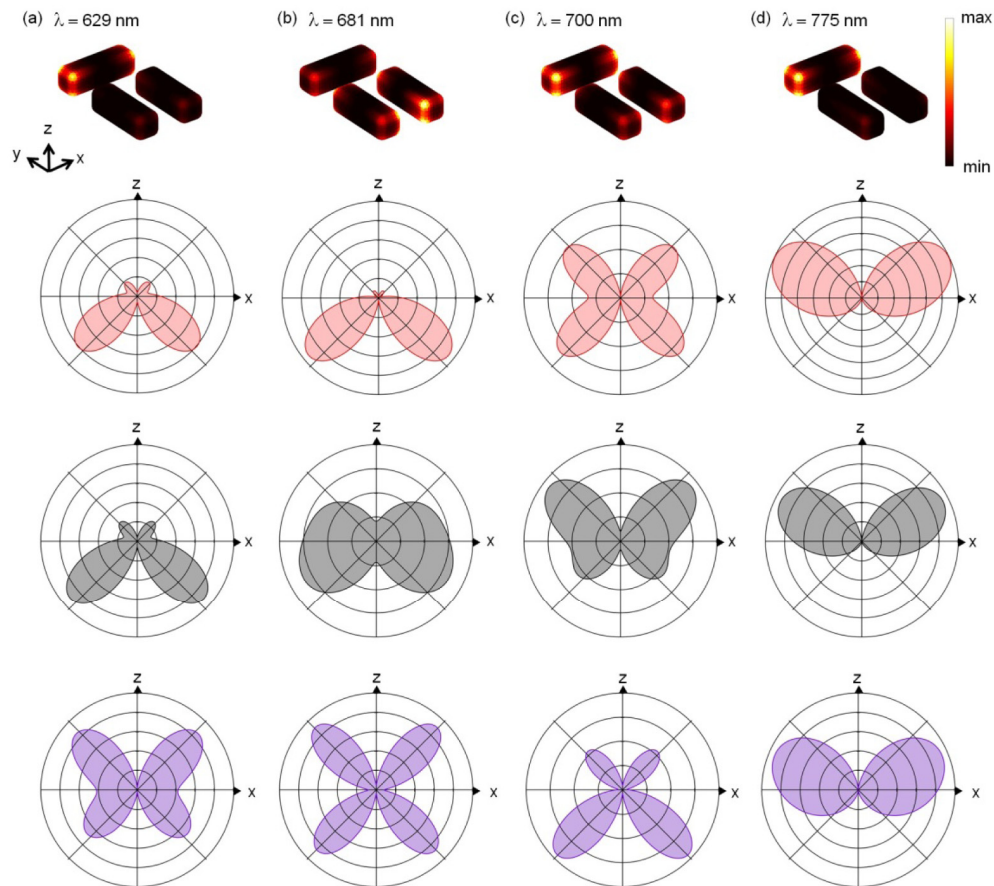 (a) λ = 629 nm
(b) λ = 681 nm
(c) λ = 700 nm
(d) λ = 775 nm
max
min
z
y
x
z
x
z
x
z
x
z
x
z
x
z
x
z
x
z
x
z
x
z
x
z
x
z
x